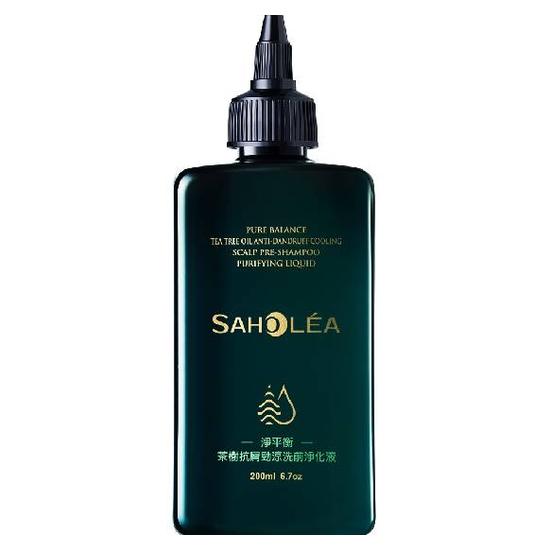 PURE BALANCE
TEA TREE OIL ANTI-DANDRUFF COOLING
SCALP PRE-SHAMPOO
PURIFYING LIQUID
SAHOLÉA
淨平衡
茶樹抗屑勁涼洗前淨化液
200ml 6.7oz